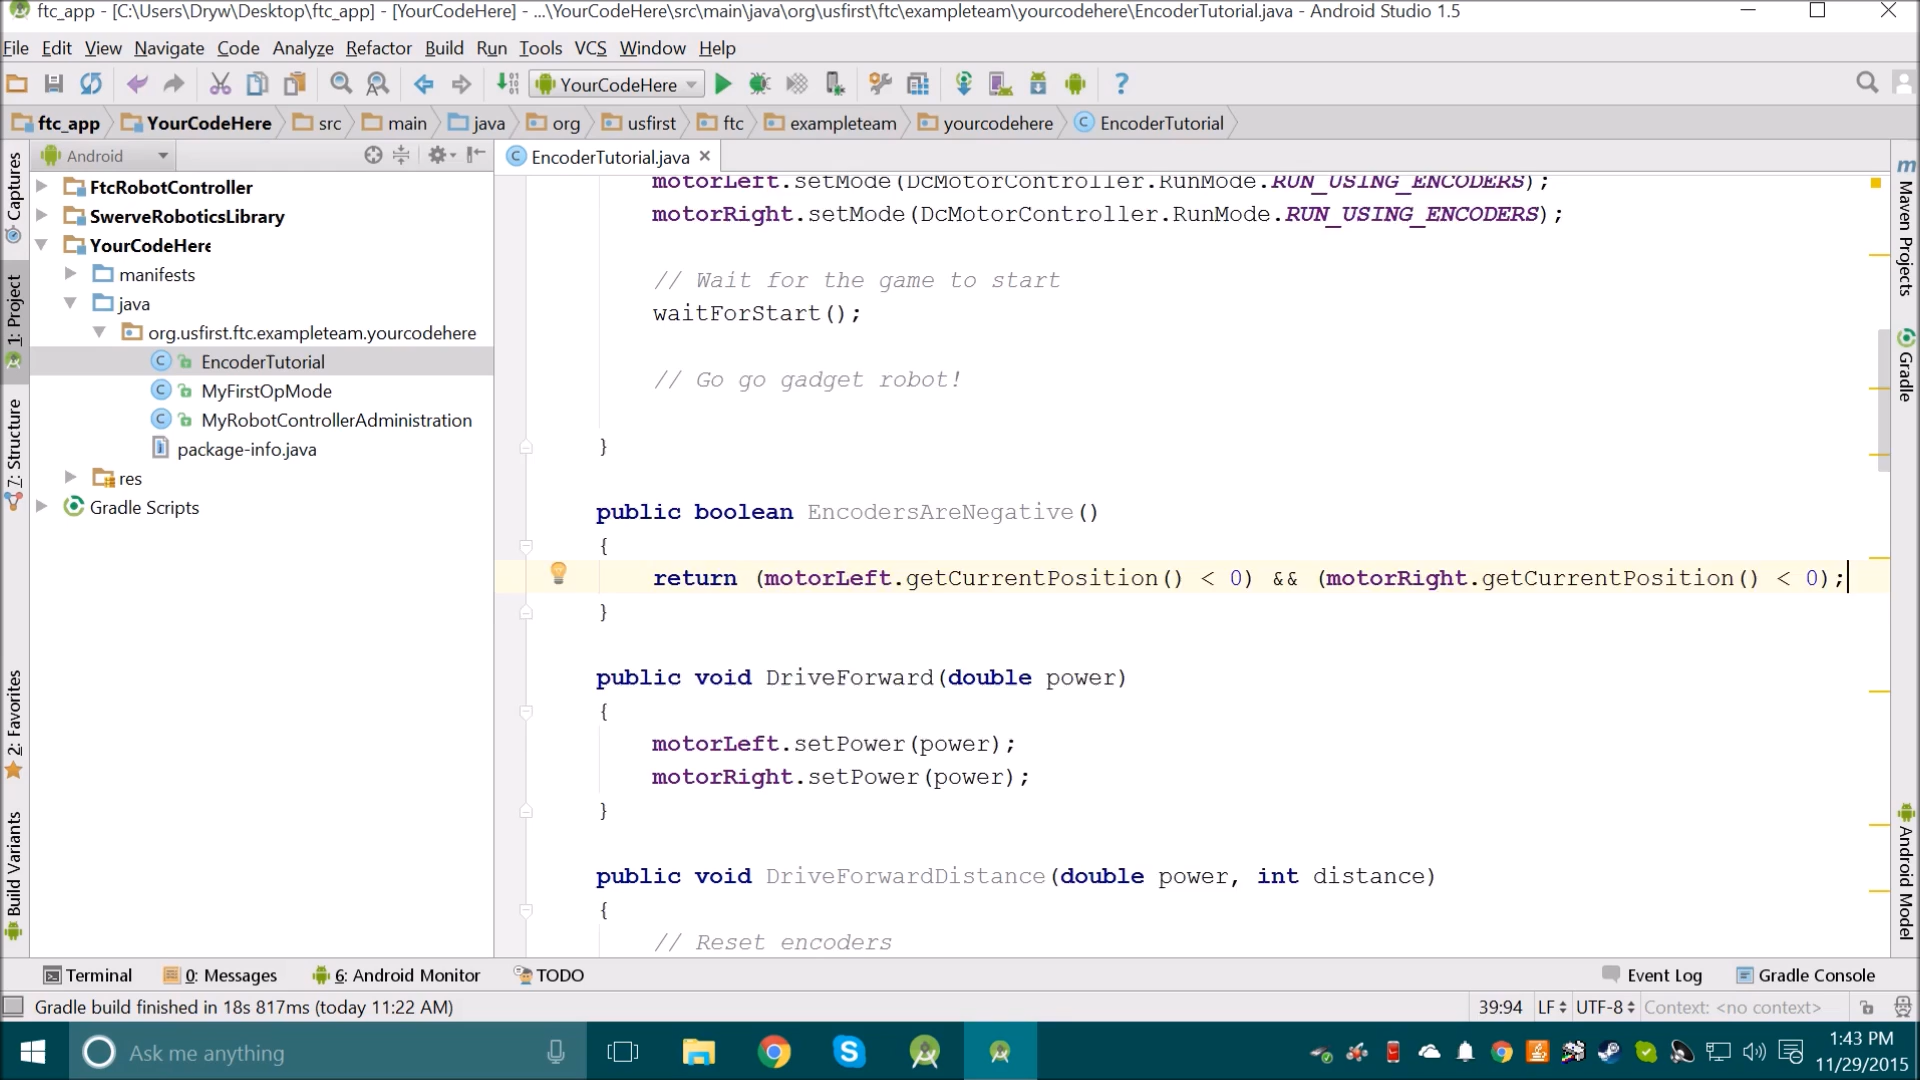 ftc_app - [C:\Users\Dryw\Desktop\ftc_app] - [YourCodeHere] - ...\YourCodeHere\src\main\java\org\usfirst\ftc\exampleteam\yourcodehere\EncoderTutorial.java - Android Studio 1.5
File Edit View Navigate Code Analyze Refactor Build Run Tools VCS Window Help
YourCodeHere
ftc_app YourCodeHere src main java org usfirst ftc exampleteam yourcodehere EncoderTutorial
Android
EncoderTutorial.java
Captures
1: Project
7: Structure
2: Favorites
Build Variants
FtcRobotController
SwerveRoboticsLibrary
YourCodeHere
manifests
java
org.usfirst.ftc.exampleteam.yourcodehere
EncoderTutorial
MyFirstOpMode
MyRobotControllerAdministration
package-info.java
res
Gradle Scripts
motorLeft.setMode(DcMotorController.RunMode.RUN_USING_ENCODERS);
motorRight.setMode(DcMotorController.RunMode.RUN_USING_ENCODERS);
// Wait for the game to start
waitForStart();
// Go go gadget robot!
}
public boolean EncodersAreNegative()
{
return (motorLeft.getCurrentPosition() < 0) && (motorRight.getCurrentPosition() < 0);
}
public void DriveForward(double power)
{
motorLeft.setPower(power);
motorRight.setPower(power);
}
public void DriveForwardDistance(double power, int distance)
{
// Reset encoders
Maven Projects
Gradle
Android Model
Terminal 0: Messages 6: Android Monitor TODO Event Log Gradle Console
Gradle build finished in 18s 817ms (today 11:22 AM) 39:94 LF UTF-8 Context: <no context>
Ask me anything
1:43 PM
11/29/2015